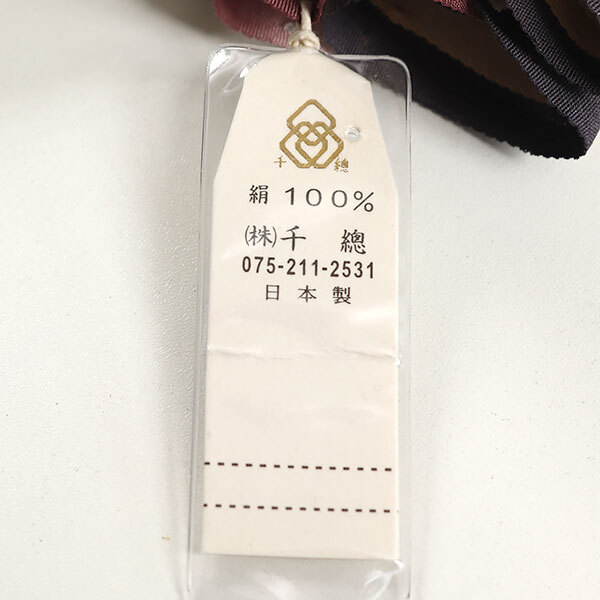 千 總
絹 100%
(株)千 總
075-211-2531
日本製